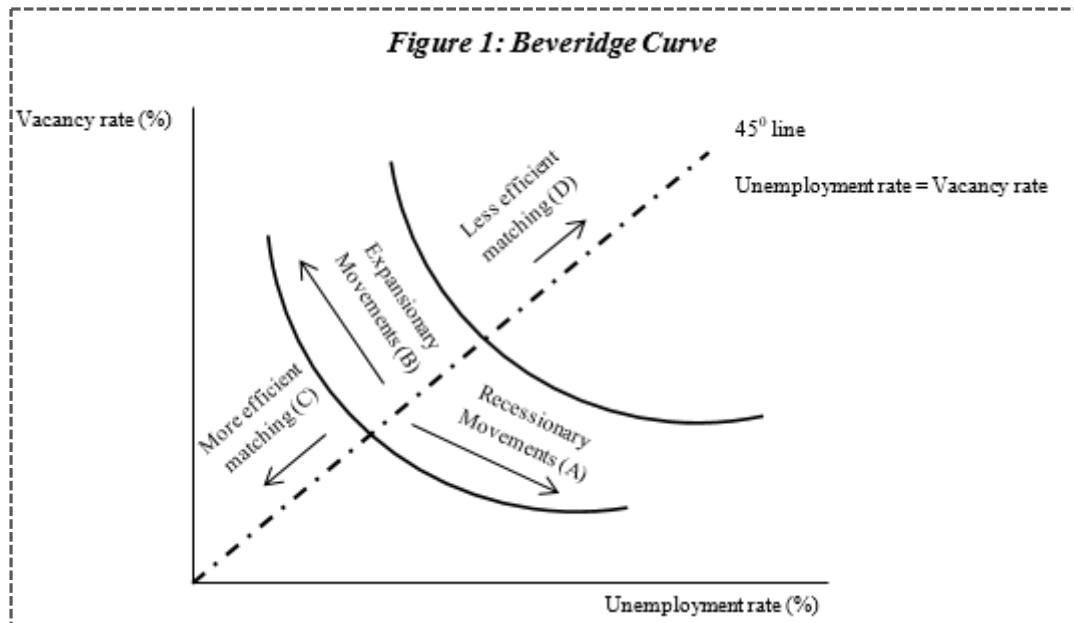 Figure 1: Beveridge Curve
Vacancy rate (%)
45⁰ line
Unemployment rate = Vacancy rate
Less efficient
matching (D)
Expansionary
Movements (B)
More efficient
matching (C)
Recessionary
Movements (A)
Unemployment rate (%)